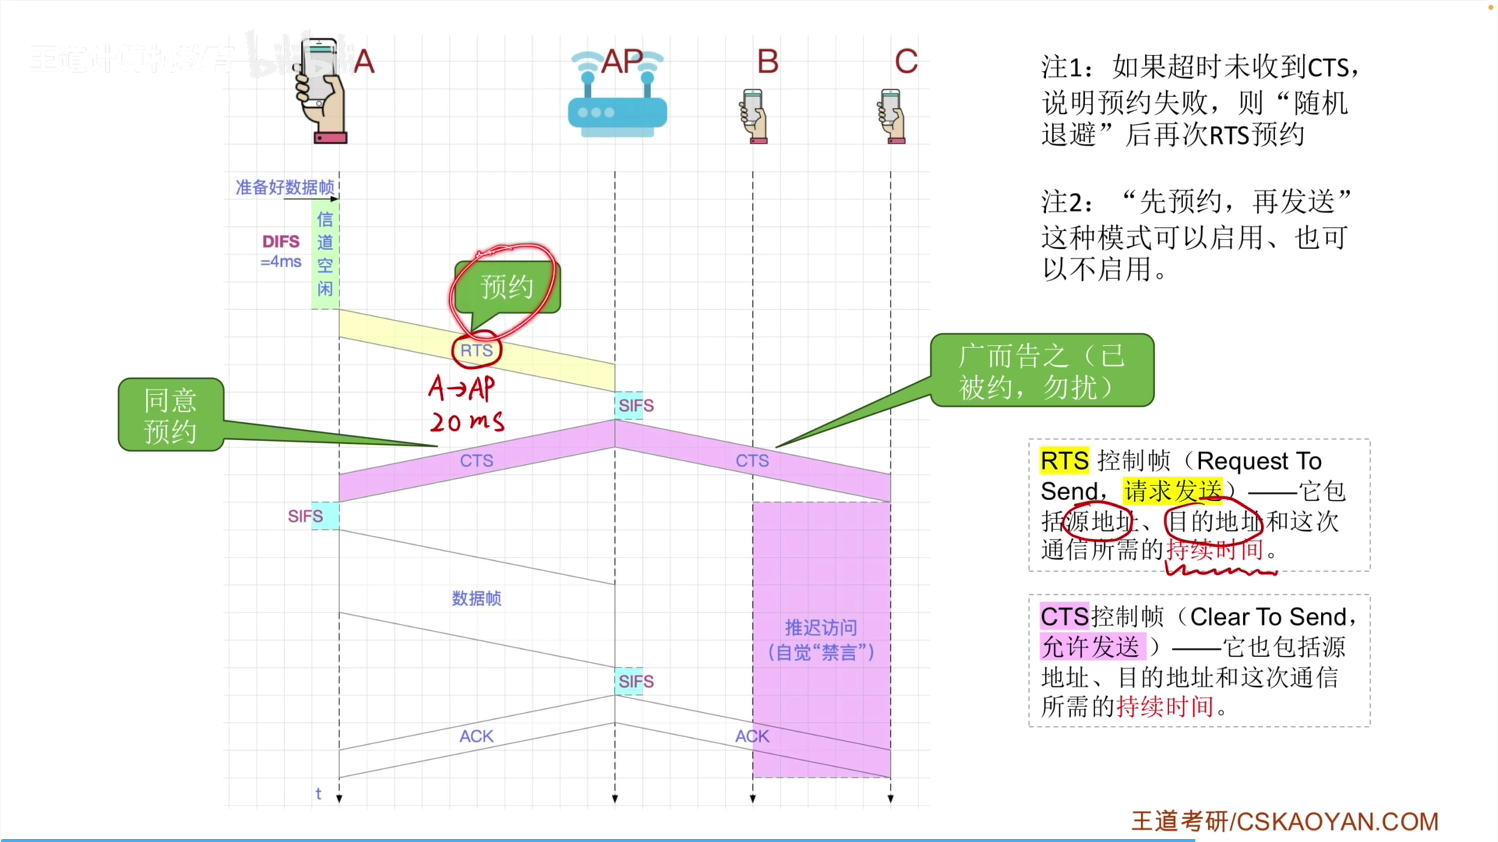 王道计算机教育
bilibili
A
AP
B
C
注1：如果超时未收到CTS，
说明预约失败，则“随机
退避”后再次RTS预约
注2：“先预约，再发送”
这种模式可以启用、也可
以不启用。
准备好数据帧
DIFS
=4ms
信
道
空
闲
预约
RTS
A→AP
20ms
SIFS
同意
预约
广而告之（已
被约，勿扰）
CTS
CTS
SIFS
RTS 控制帧（Request To
Send，请求发送）——它包
括源地址、目的地址和这次
通信所需的持续时间。
数据帧
推迟访问
（自觉“禁言”）
CTS控制帧（Clear To Send，
允许发送 ）——它也包括源
地址、目的地址和这次通信
所需的持续时间。
SIFS
ACK
ACK
t
王道考研/CSKAOYAN.COM